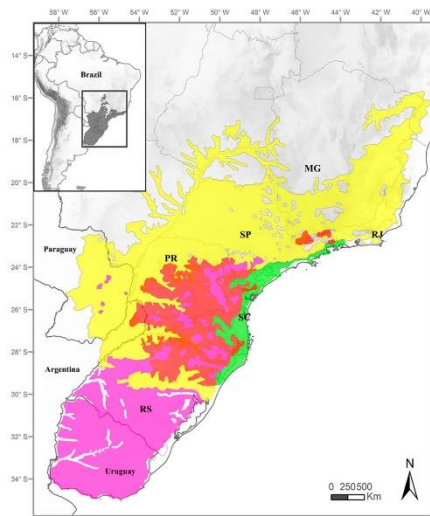 58° W 56° W 54° W 52° W 50° W 48° W 46° W 44° W 42° W 40° W
14° S
16° S
18° S
20° S
22° S
24° S
26° S
28° S
30° S
32° S
34° S
Brazil
MG
SP
RJ
Paraguay
PR
SC
Argentina
RS
Uruguay
0 250500
Km
N